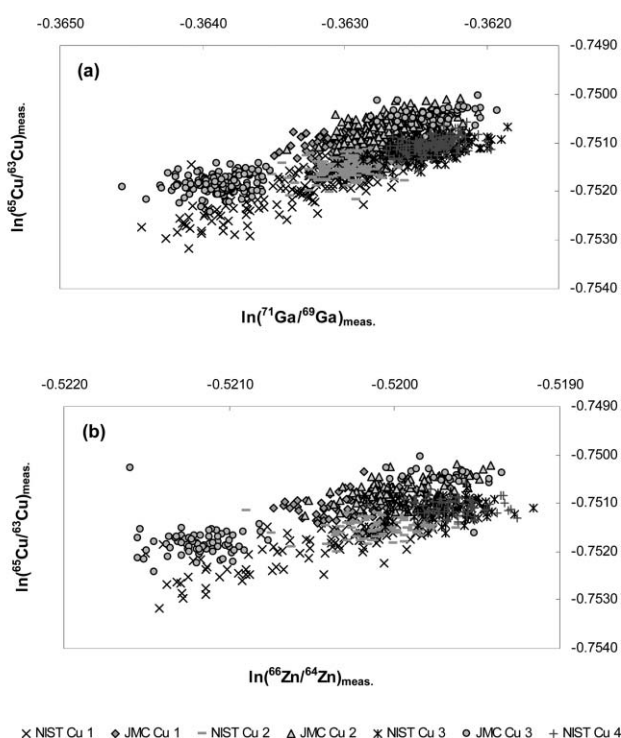 -0.3650 -0.3640 -0.3630 -0.3620
(a)
-0.7490
-0.7500
-0.7510
-0.7520
-0.7530
-0.7540
ln(⁶⁵Cu/⁶³Cu)meas.
ln(⁷¹Ga/⁶⁹Ga)meas.
-0.5220 -0.5210 -0.5200 -0.5190
(b)
-0.7490
-0.7500
-0.7510
-0.7520
-0.7530
-0.7540
ln(⁶⁵Cu/⁶³Cu)meas.
ln(⁶⁶Zn/⁶⁴Zn)meas.
NIST Cu 1 JMC Cu 1 NIST Cu 2 JMC Cu 2 NIST Cu 3 JMC Cu 3 NIST Cu 4